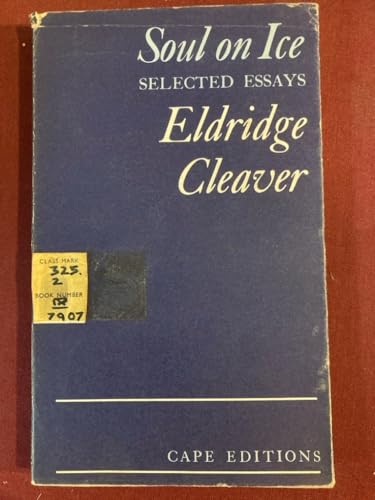 Soul on Ice
SELECTED ESSAYS
Eldridge
Cleaver
CLASS MARK
325.
2
BOOK NUMBER
7907
CAPE EDITIONS